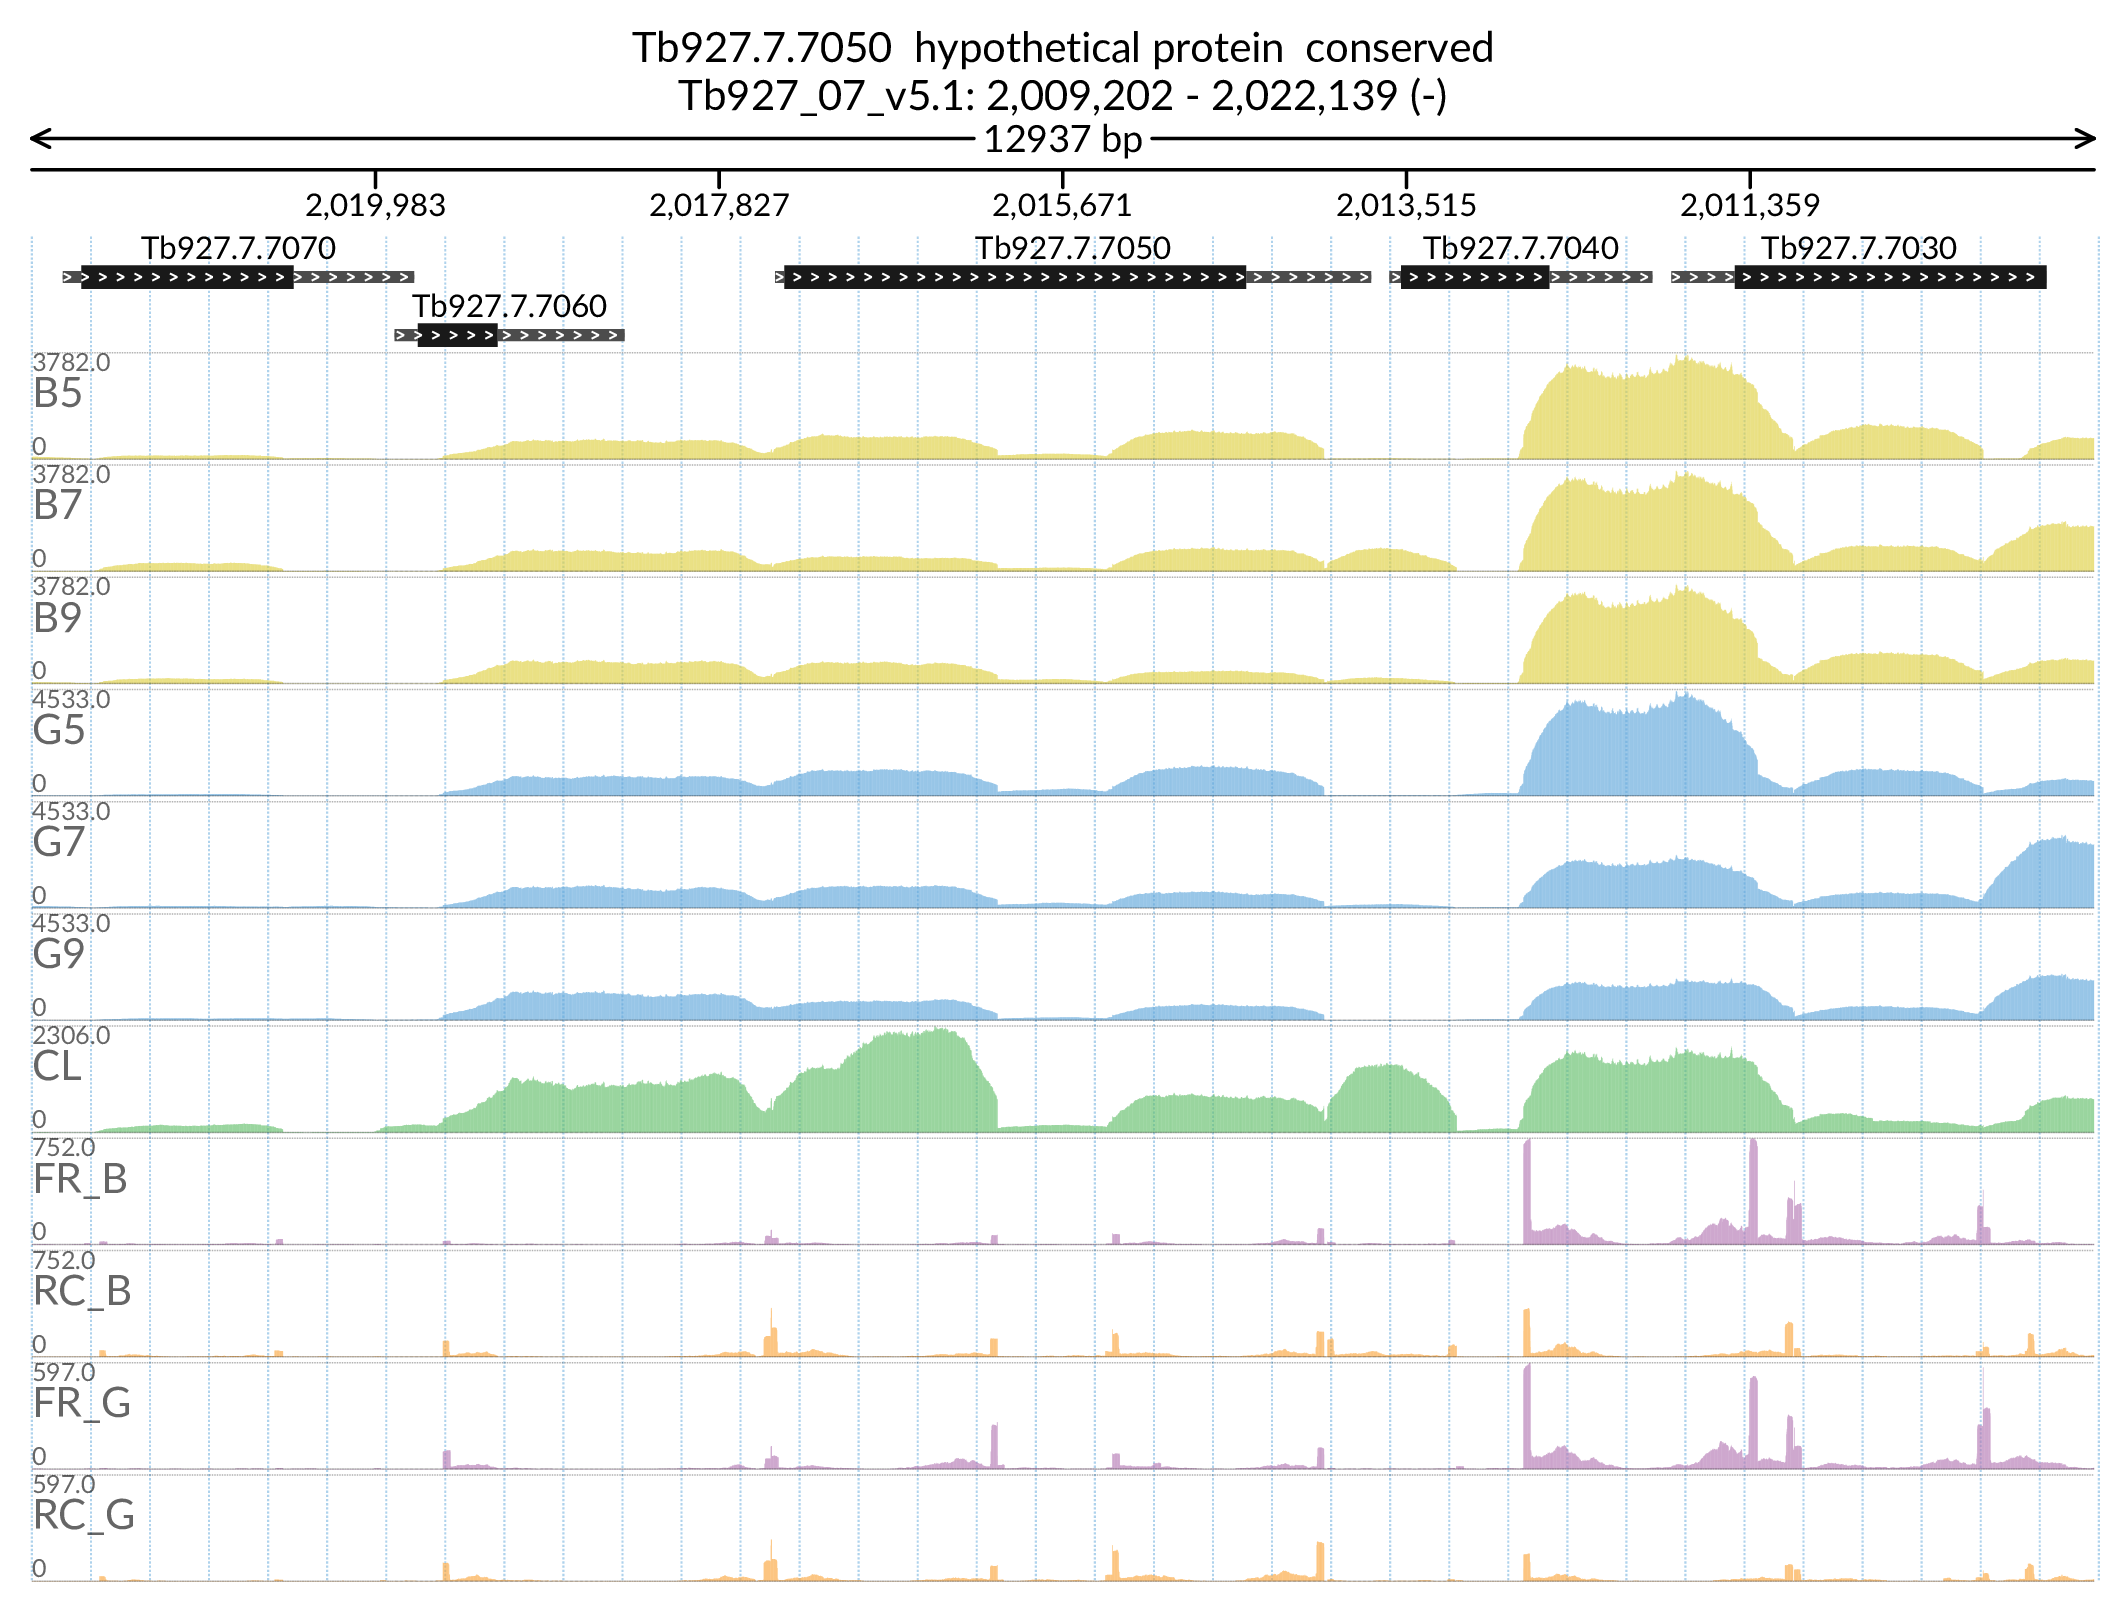 Tb927.7.7050 hypothetical protein conserved
Tb927_07_v5.1: 2,009,202 - 2,022,139 (-)
12937 bp
2,019,983 2,017,827 2,015,671 2,013,515 2,011,359
Tb927.7.7070 Tb927.7.7050 Tb927.7.7040 Tb927.7.7030
Tb927.7.7060
3782.0
B5
0
3782.0
B7
0
3782.0
B9
0
4533.0
G5
0
4533.0
G7
0
4533.0
G9
0
2306.0
CL
0
752.0
FR_B
0
752.0
RC_B
0
597.0
FR_G
0
597.0
RC_G
0